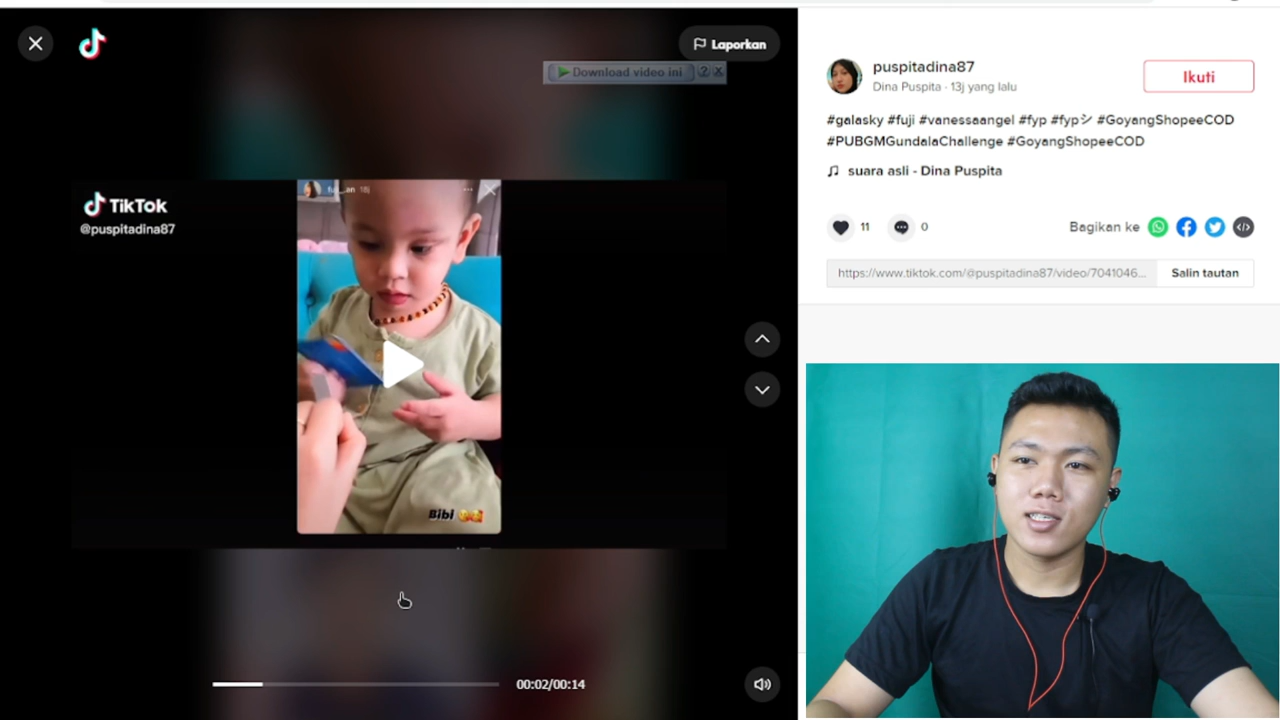 Laporkan
Download video ini ? X
TikTok
@puspitadina87
18j
Bibi
00:02/00:14
puspitadina87
Dina Puspita · 13j yang lalu
Ikuti
#galasky #fuji #vanessaangel #fyp #fypシ #GoyangShopeeCOD
#PUBGMGundalaChallenge #GoyangShopeeCOD
suara asli - Dina Puspita
11
0
Bagikan ke
https://www.tiktok.com/@puspitadina87/video/7041046...
Salin tautan